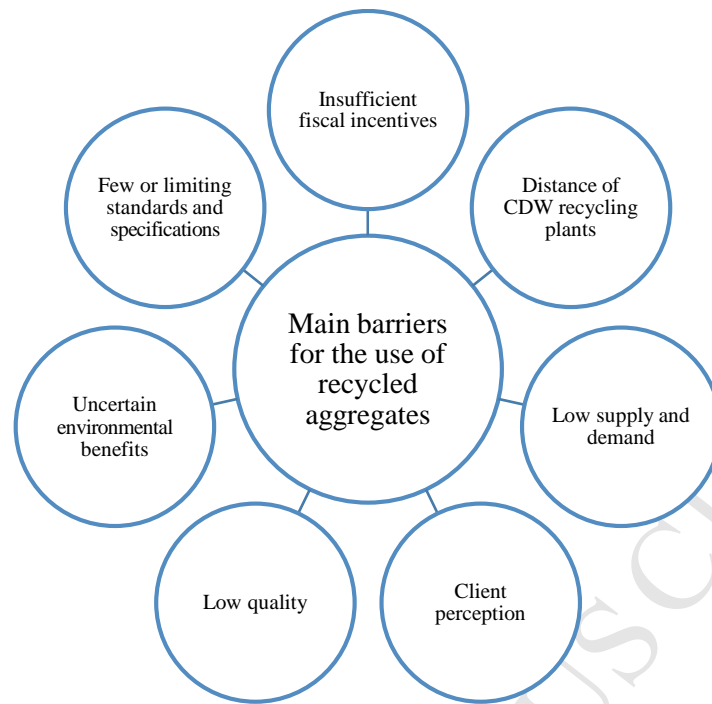 Insufficient
fiscal incentives
Distance of
CDW recycling
plants
Low supply and
demand
Client
perception
Low quality
Uncertain
environmental
benefits
Few or limiting
standards and
specifications
Main barriers
for the use of
recycled
aggregates
USC